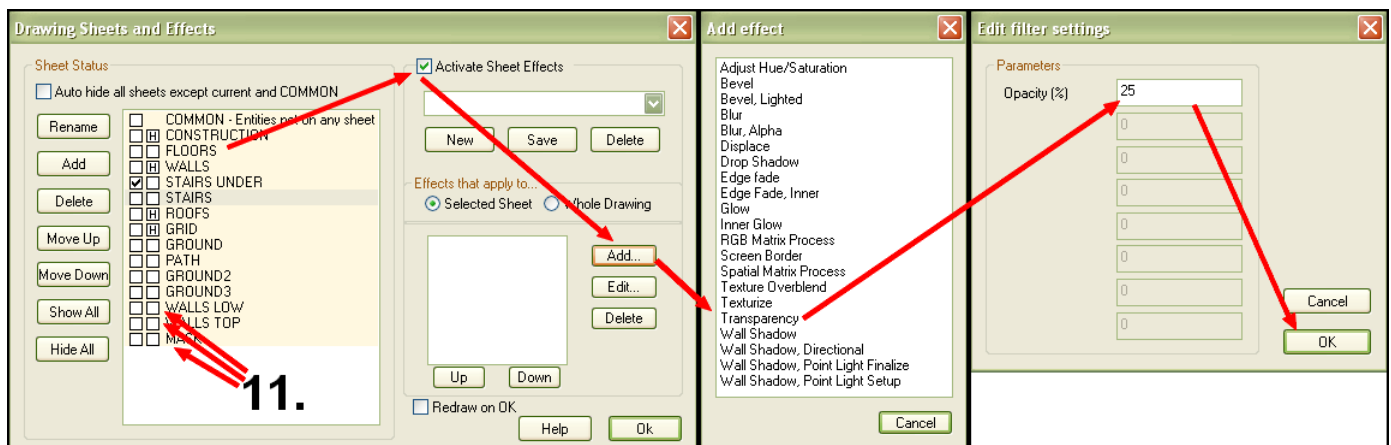 Drawing Sheets and Effects
Sheet Status
Auto hide all sheets except current and COMMON
Rename
Add
Delete
Move Up
Move Down
Show All
Hide All
COMMON - Entities not on any sheet
H CONSTRUCTION
FLOORS
H WALLS
STAIRS UNDER
STAIRS
H ROOFS
H GRID
GROUND
PATH
GROUND2
GROUND3
WALLS LOW
WALLS TOP
MASK
11.
Activate Sheet Effects
New
Save
Delete
Effects that apply to...
Selected Sheet
Whole Drawing
Add...
Edit...
Delete
Up
Down
Redraw on OK
Help
Ok
Add effect
Adjust Hue/Saturation
Bevel
Bevel, Lighted
Blur
Blur, Alpha
Displace
Drop Shadow
Edge fade
Edge Fade, Inner
Glow
Inner Glow
RGB Matrix Process
Screen Border
Spatial Matrix Process
Texture Overblend
Texturize
Transparency
Wall Shadow
Wall Shadow, Directional
Wall Shadow, Point Light Finalize
Wall Shadow, Point Light Setup
Cancel
Edit filter settings
Parameters
Opacity (%)
25
0
0
0
0
0
0
0
Cancel
OK